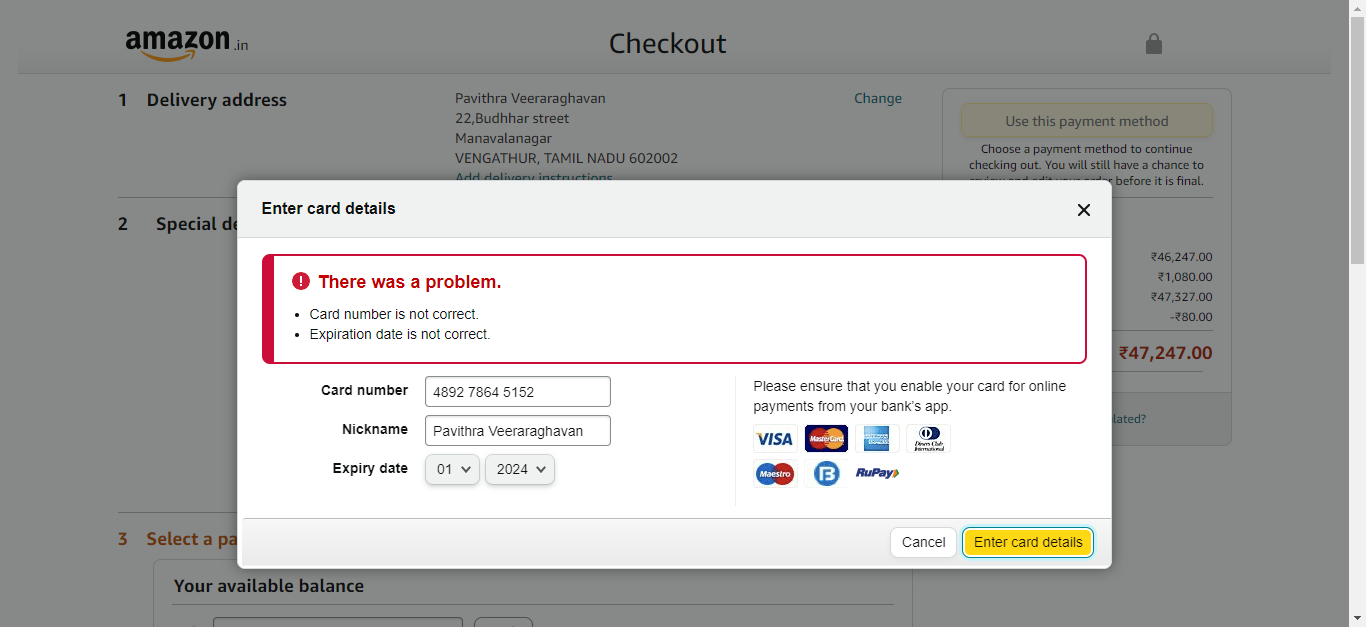 amazon.in
Checkout
1 Delivery address
Pavithra Veeraraghavan
22,Budhhar street
Manavalanagar
VENGATHUR, TAMIL NADU 602002
Add delivery instructions
Change
Use this payment method
Choose a payment method to continue
checking out. You will still have a chance to
review and edit your order before it is final.
2 Special de
₹46,247.00
₹1,080.00
₹47,327.00
-₹80.00
₹47,247.00
lated?
Enter card details
There was a problem.
• Card number is not correct.
• Expiration date is not correct.
Card number 4892 7864 5152
Nickname Pavithra Veeraraghavan
Expiry date 01 2024
Please ensure that you enable your card for online
payments from your bank's app.
VISA MasterCard Diners Club International
Maestro RuPay
Cancel
Enter card details
3 Select a pa
Your available balance